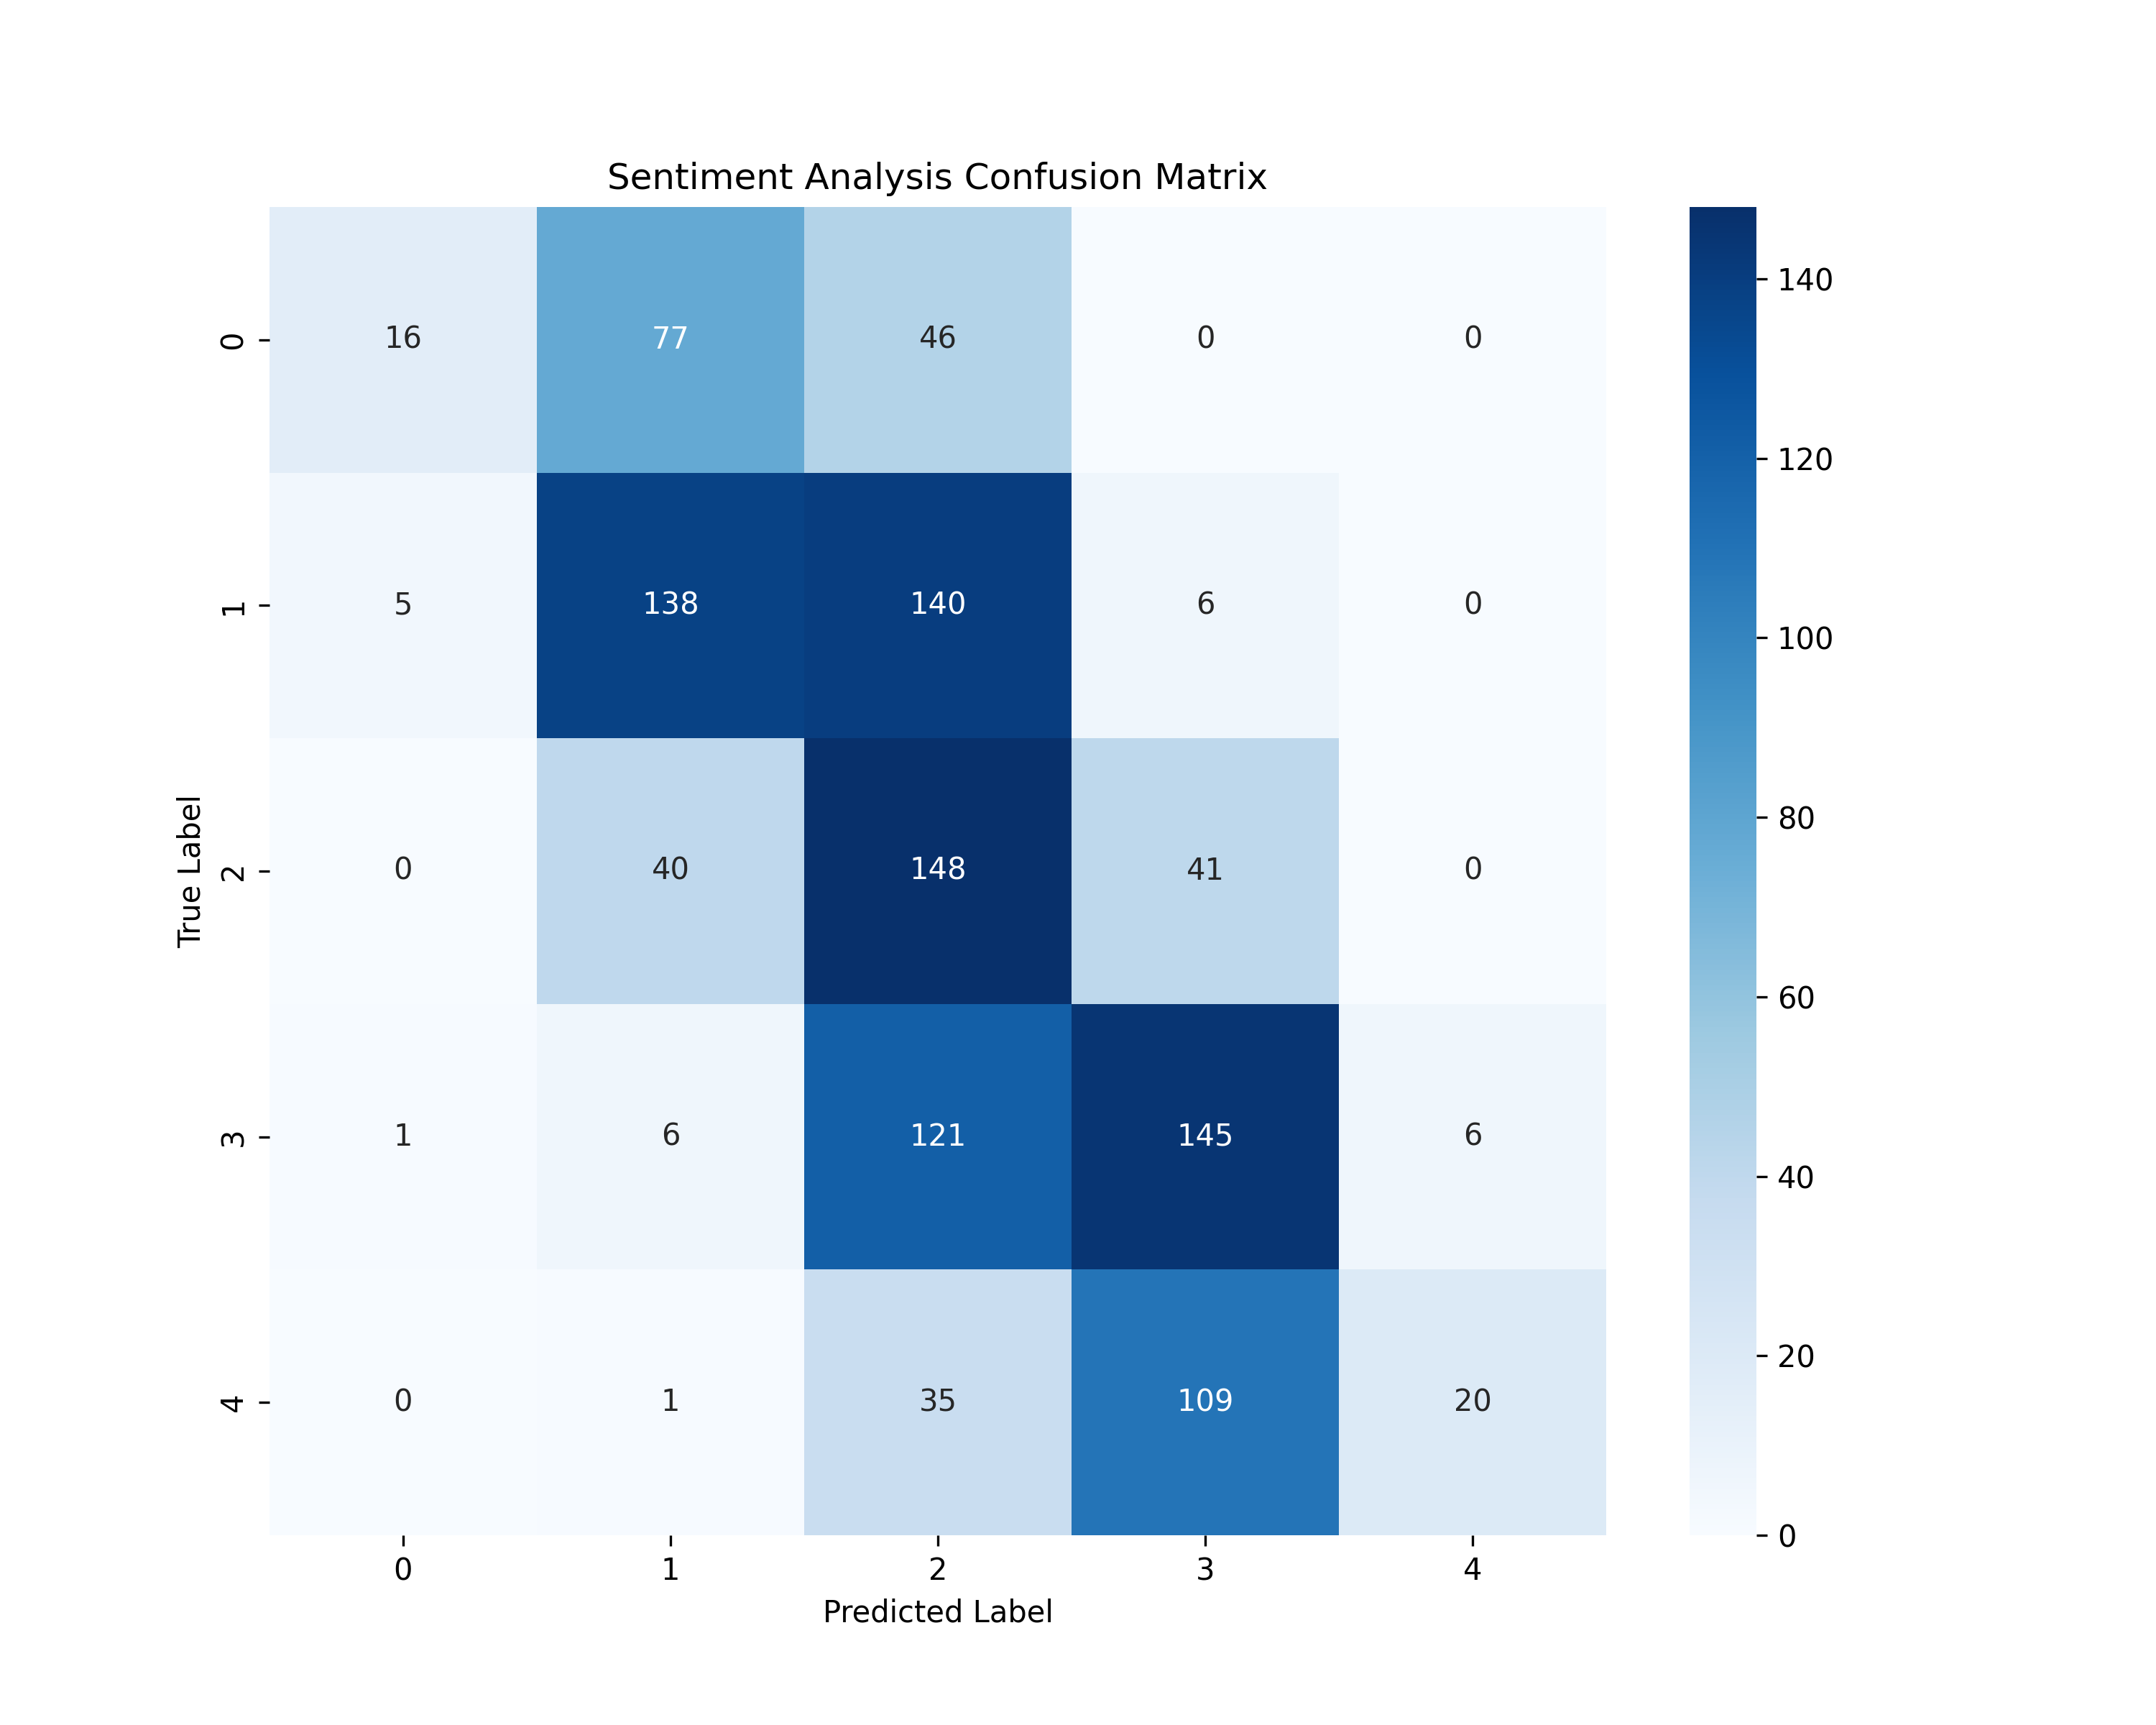 Sentiment Analysis Confusion Matrix
True Label
0 16 77 46 0 0
1 5 138 140 6 0
2 0 40 148 41 0
3 1 6 121 145 6
4 0 1 35 109 20
0 1 2 3 4
Predicted Label
140
120
100
80
60
40
20
0